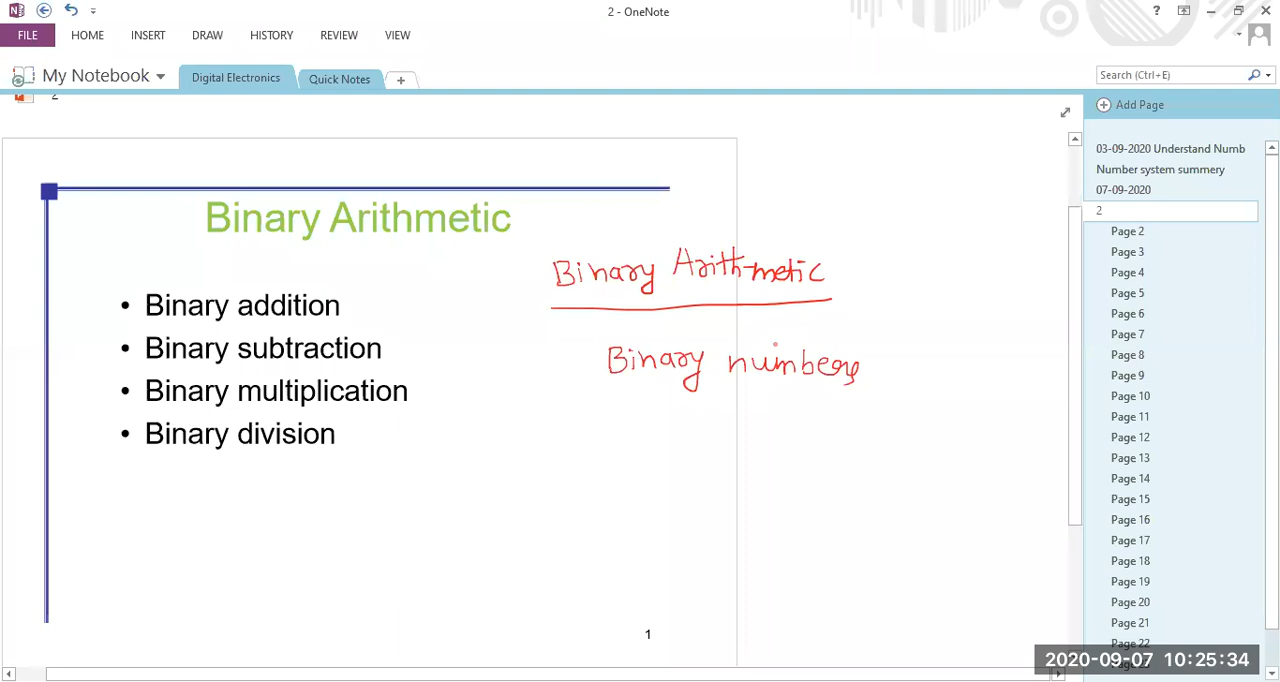 2 - OneNote
?
FILE HOME INSERT DRAW HISTORY REVIEW VIEW
My Notebook Digital Electronics Quick Notes +
Search (Ctrl+E)
2
Add Page
03-09-2020 Understand Numb
Number system summery
07-09-2020
2
Page 2
Page 3
Page 4
Page 5
Page 6
Page 7
Page 8
Page 9
Page 10
Page 11
Page 12
Page 13
Page 14
Page 15
Page 16
Page 17
Page 18
Page 19
Page 20
Page 21
Page 22
Binary Arithmetic
• Binary addition
• Binary subtraction
• Binary multiplication
• Binary division
Binary Arithmetic
Binary numbers
1
2020-09-07 10:25:34